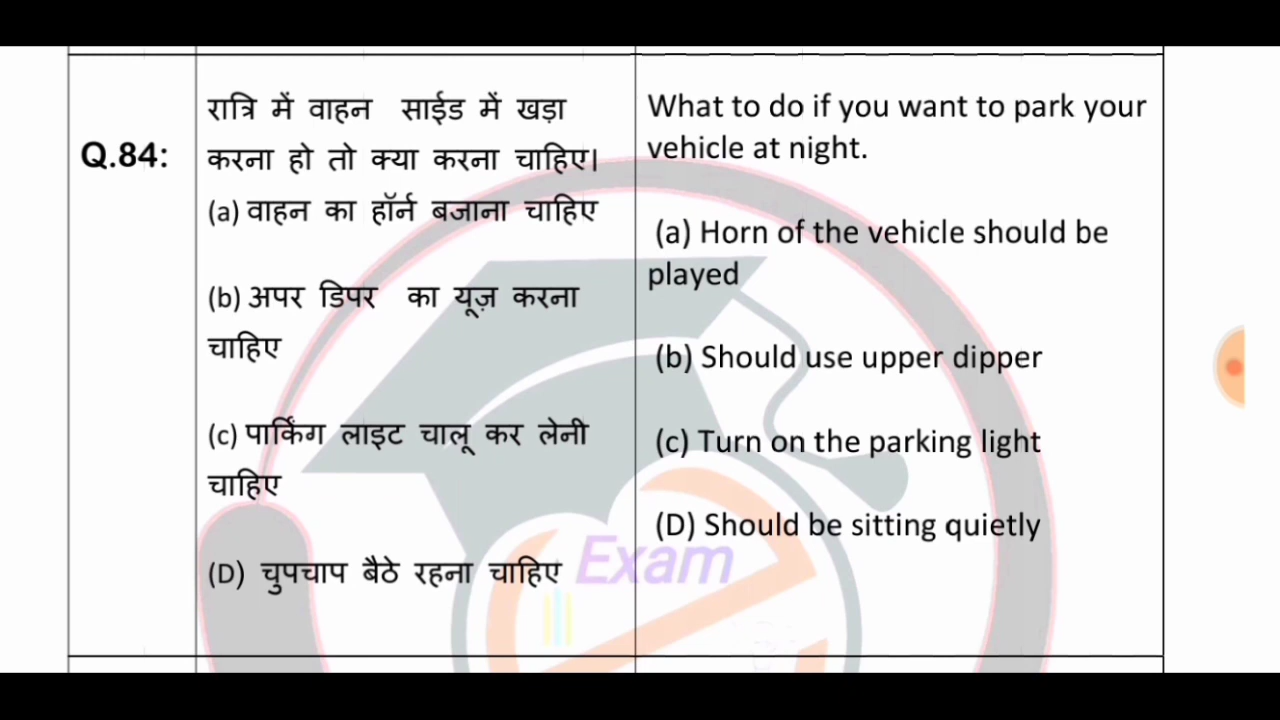 Q.84:
रात्रि में वाहन साईड में खड़ा
करना हो तो क्या करना चाहिए।
(a) वाहन का हॉर्न बजाना चाहिए
(b) अपर डिपर का यूज़ करना
चाहिए
(c) पार्किंग लाइट चालू कर लेनी
चाहिए
(D) चुपचाप बैठे रहना चाहिए
What to do if you want to park your
vehicle at night.
(a) Horn of the vehicle should be
played
(b) Should use upper dipper
(c) Turn on the parking light
(D) Should be sitting quietly
Exam